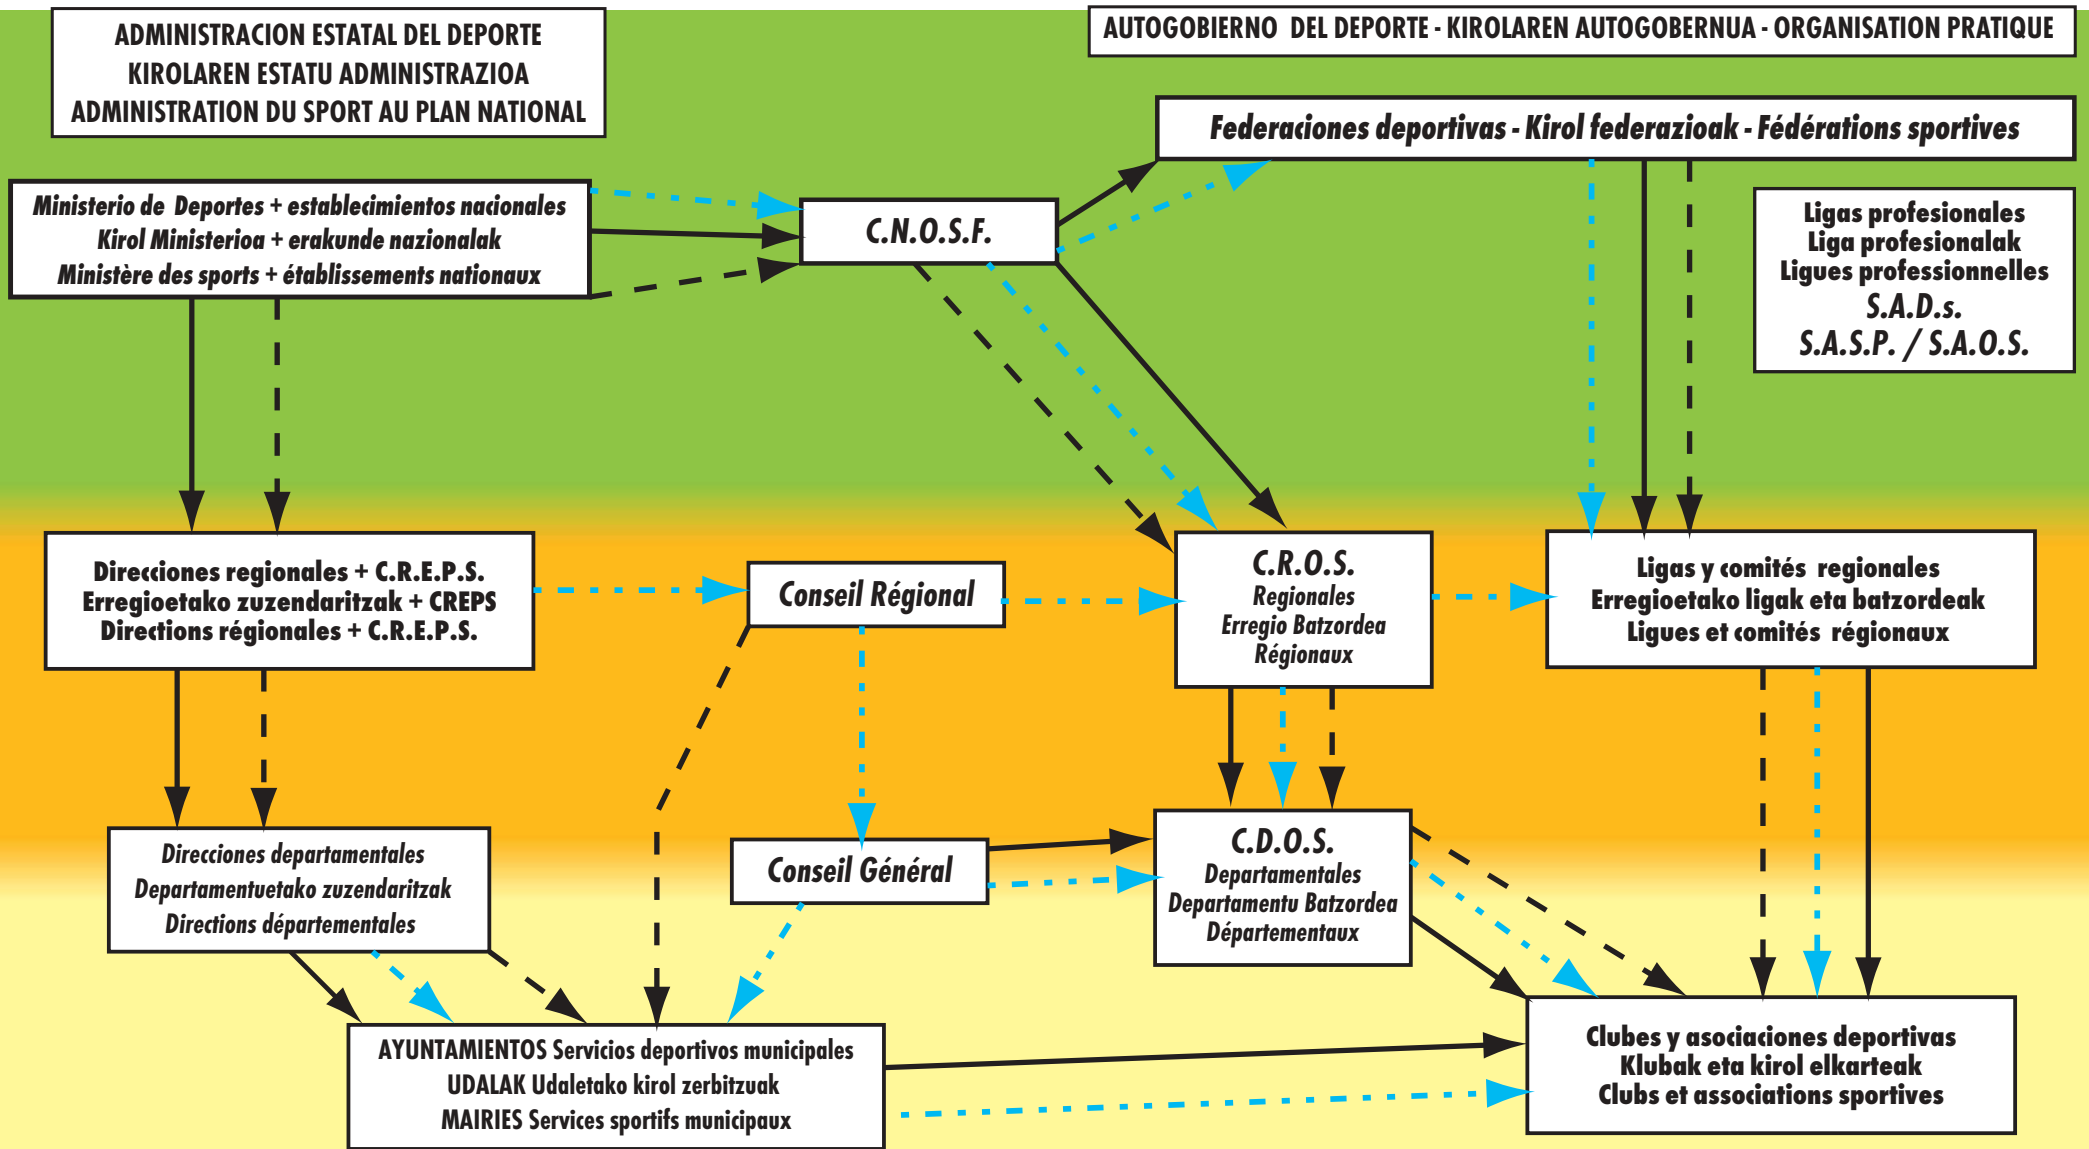 ADMINISTRACION ESTATAL DEL DEPORTE
KIROLAREN ESTATU ADMINISTRAZIOA
ADMINISTRATION DU SPORT AU PLAN NATIONAL
AUTOGOBIERNO DEL DEPORTE - KIROLAREN AUTOGOBERNUA - ORGANISATION PRATIQUE
Federaciones deportivas - Kirol federazioak - Fédérations sportives
Ministerio de Deportes + establecimientos nacionales
Kirol Ministerioa + erakunde nazionalak
Ministère des sports + établissements nationaux
C.N.O.S.F.
Ligas profesionales
Liga profesionalak
Ligues professionnelles
S.A.D.s.
S.A.S.P. / S.A.O.S.
Direcciones regionales + C.R.E.P.S.
Erregioetako zuzendaritzak + CREPS
Directions régionales + C.R.E.P.S.
Conseil Régional
C.R.O.S.
Regionales
Erregio Batzordea
Régionaux
Ligas y comités regionales
Erregioetako ligak eta batzordeak
Ligues et comités régionaux
Direcciones departamentales
Departamentuetako zuzendaritzak
Directions départementales
Conseil Général
C.D.O.S.
Departamentales
Departamentu Batzordea
Départementaux
AYUNTAMIENTOS Servicios deportivos municipales
UDALAK Udaletako kirol zerbitzuak
MAIRIES Services sportifs municipaux
Clubes y asociaciones deportivas
Klubak eta kirol elkarteak
Clubs et associations sportives